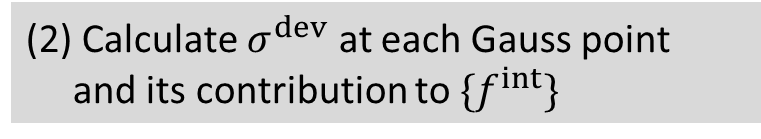 (2) Calculate σ^dev at each Gauss point
and its contribution to {f^int}